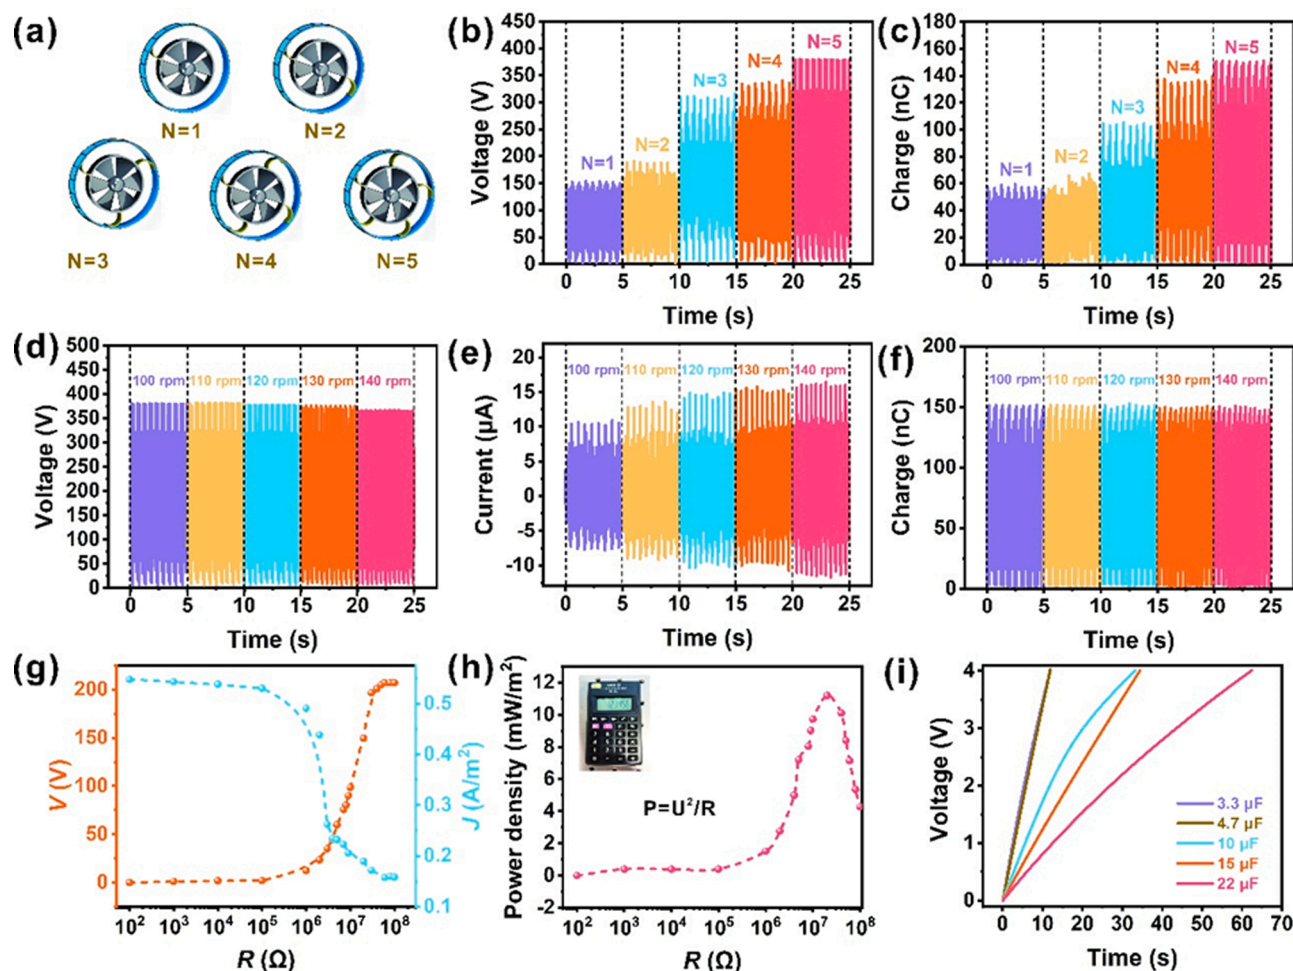 (a)
N=1
N=2
N=3
N=4
N=5
(b)
Voltage (V)
450
400
350
300
250
200
150
100
50
0
N=1
N=2
N=3
N=4
N=5
0 5 10 15 20 25
Time (s)
(c)
Charge (nC)
180
160
140
120
100
80
60
40
20
0
N=1
N=2
N=3
N=4
N=5
0 5 10 15 20 25
Time (s)
(d)
Voltage (V)
500
450
400
350
300
250
200
150
100
50
0
100 rpm 110 rpm 120 rpm 130 rpm 140 rpm
0 5 10 15 20 25
Time (s)
(e)
Current (µA)
20
15
10
5
0
-5
-10
100 rpm 110 rpm 120 rpm 130 rpm 140 rpm
0 5 10 15 20 25
Time (s)
(f)
Charge (nC)
200
150
100
50
0
100 rpm 110 rpm 120 rpm 130 rpm 140 rpm
0 5 10 15 20 25
Time (s)
(g)
V (V)
200
150
100
50
0
J (A/m²)
0.5
0.4
0.3
0.2
0.1
10² 10³ 10⁴ 10⁵ 10⁶ 10⁷ 10⁸
R (Ω)
(h)
Power density (mW/m²)
12
10
8
6
4
2
0
-2
P=U²/R
10² 10³ 10⁴ 10⁵ 10⁶ 10⁷ 10⁸
R (Ω)
(i)
Voltage (V)
4
3
2
1
0
3.3 µF
4.7 µF
10 µF
15 µF
22 µF
0 10 20 30 40 50 60 70
Time (s)